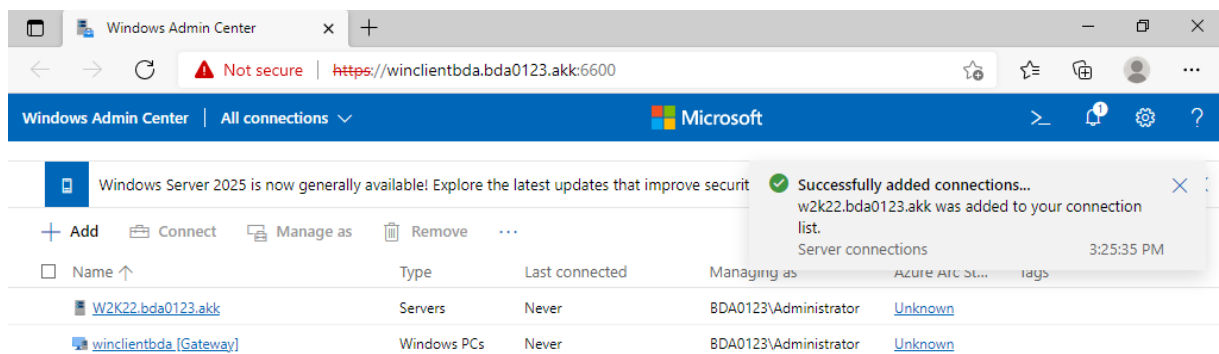 Windows Admin Center
Not secure https://winclientbda.bda0123.akk:6600
Windows Admin Center | All connections
Microsoft
1
Windows Server 2025 is now generally available! Explore the latest updates that improve securit
Successfully added connections...
w2k22.bda0123.akk was added to your connection
list.
Server connections 3:25:35 PM
Add Connect Manage as Remove ...
Name Type Last connected Managing as Azure Arc St... Tags
W2K22.bda0123.akk Servers Never BDA0123\Administrator Unknown
winclientbda [Gateway] Windows PCs Never BDA0123\Administrator Unknown